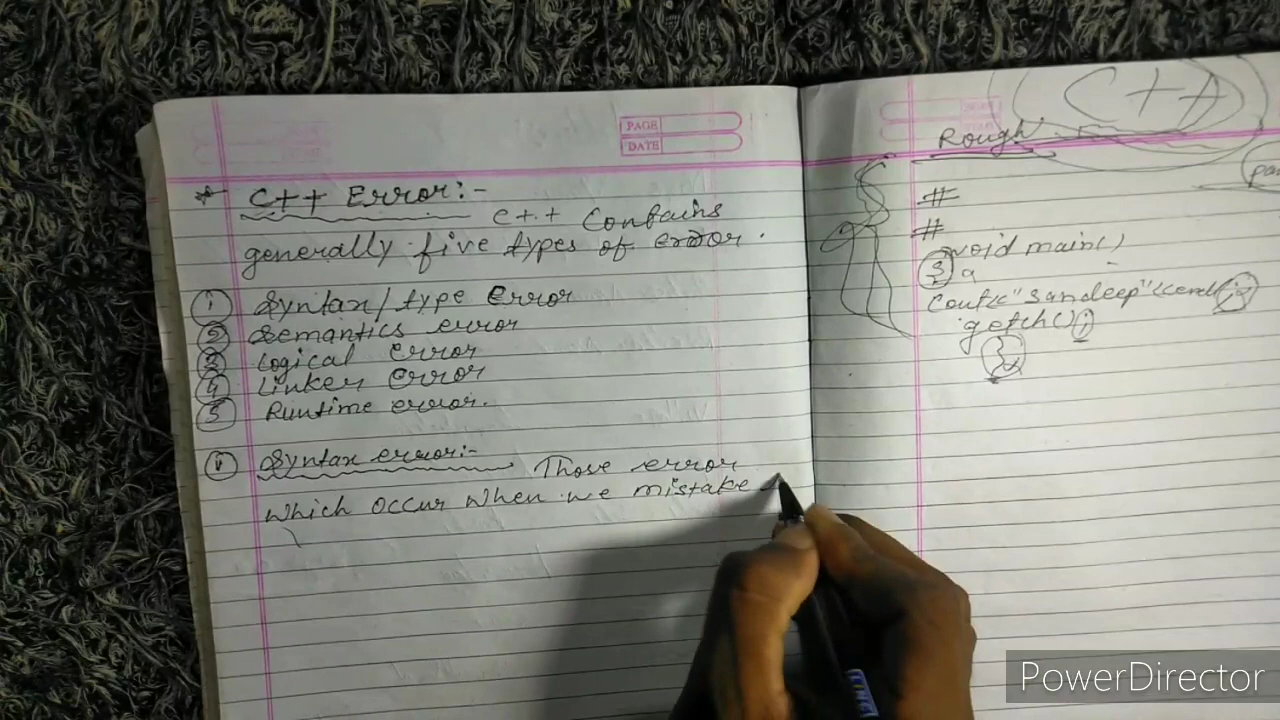 PAGE
DATE
* C++ Error:-
C++ Contains
generally five types of error.
① Syntax/type Error
② Semantics error
③ Logical error
④ Linker error
⑤ Runtime error.
① Syntax error:-
Those error
which occur when we mistake
C++
Rough
#
#
void main()
{
cout<<"Sandeep"<<endl;
getch();
}
PowerDirector